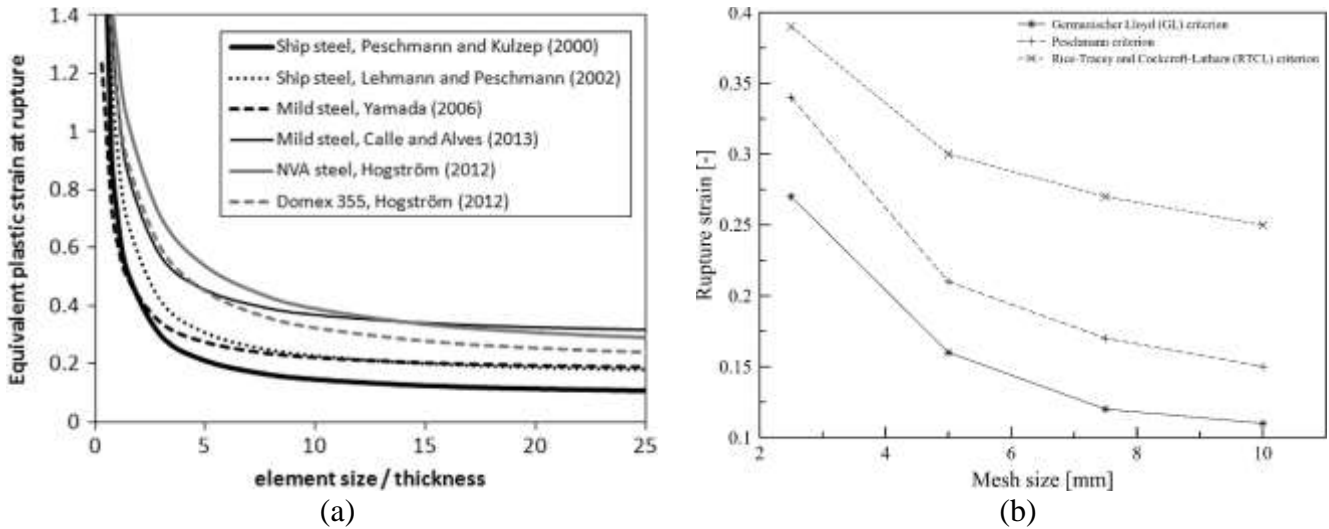 1.4
1.2
1
0.8
0.6
0.4
0.2
0
Equivalent plastic strain at rupture
Ship steel, Peschmann and Kulzep (2000)
Ship steel, Lehmann and Peschmann (2002)
Mild steel, Yamada (2006)
Mild steel, Calle and Alves (2013)
NVA steel, Hogström (2012)
Domex 355, Hogström (2012)
0 5 10 15 20 25
element size / thickness
(a)
0.4
0.35
0.3
0.25
0.2
0.15
0.1
Rupture strain [-]
Germanischer Lloyd (GL) criterion
Peschmann criterion
Rice-Tracey and Cockcroft-Latham (RTCL) criterion
2 4 6 8 10
Mesh size [mm]
(b)